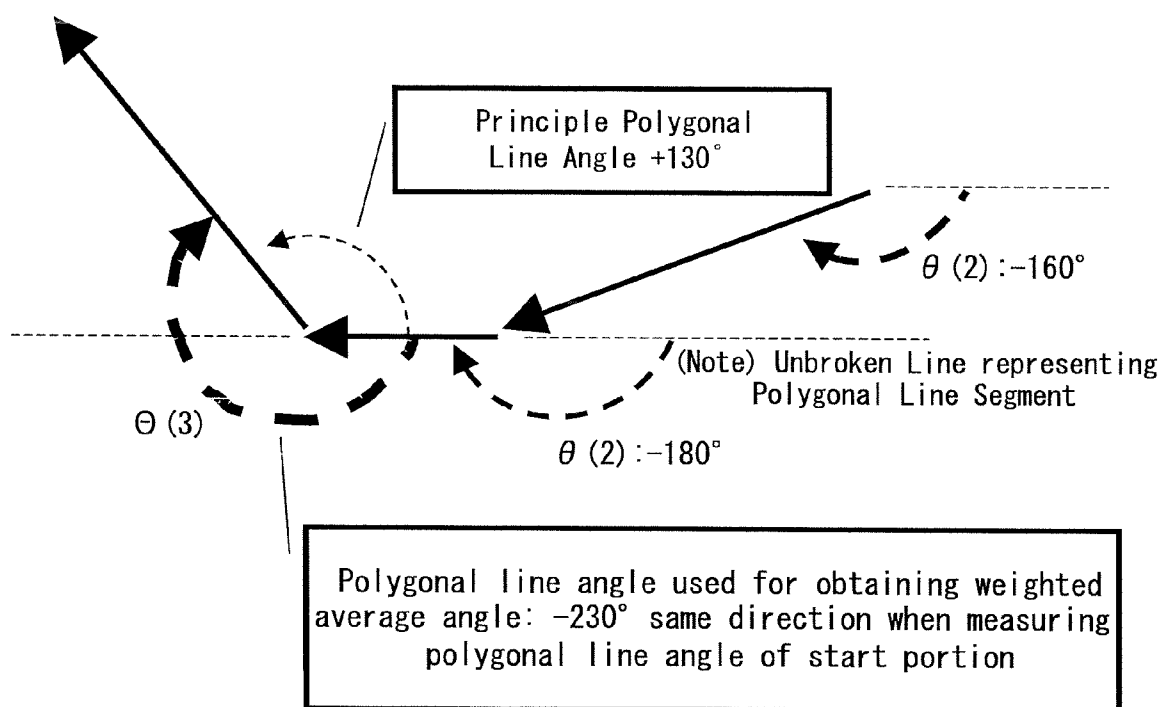 Principle Polygonal
Line Angle +130°
θ (2) :-160°
(Note) Unbroken Line representing
Polygonal Line Segment
Θ (3)
θ (2) :-180°
Polygonal line angle used for obtaining weighted
average angle: -230° same direction when measuring
polygonal line angle of start portion